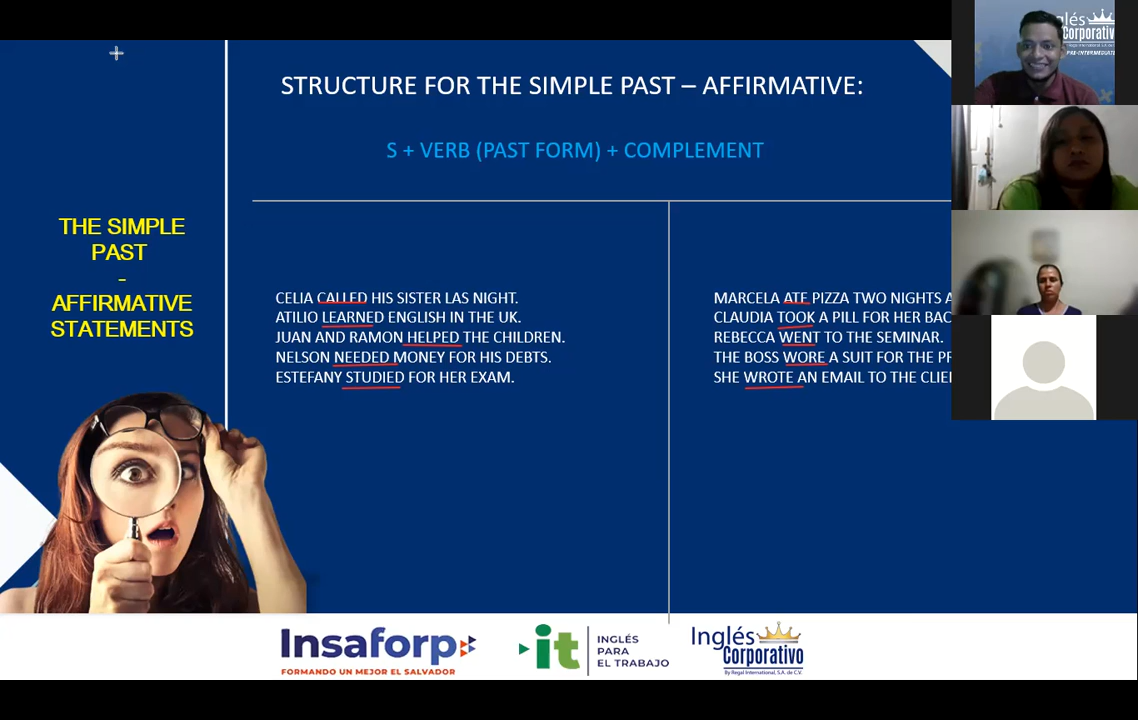 STRUCTURE FOR THE SIMPLE PAST – AFFIRMATIVE:
S + VERB (PAST FORM) + COMPLEMENT
THE SIMPLE
PAST
-
AFFIRMATIVE
STATEMENTS
CELIA CALLED HIS SISTER LAS NIGHT.
ATILIO LEARNED ENGLISH IN THE UK.
JUAN AND RAMON HELPED THE CHILDREN.
NELSON NEEDED MONEY FOR HIS DEBTS.
ESTEFANY STUDIED FOR HER EXAM.
MARCELA ATE PIZZA TWO NIGHTS
CLAUDIA TOOK A PILL FOR HER
REBECCA WENT TO THE SEMINAR.
THE BOSS WORE A SUIT FOR THE
SHE WROTE AN EMAIL TO THE
Insaforp
FORMANDO UN MEJOR EL SALVADOR
it
INGLÉS
PARA
EL TRABAJO
Inglés
Corporativo
By Regal International, S.A. de C.V.